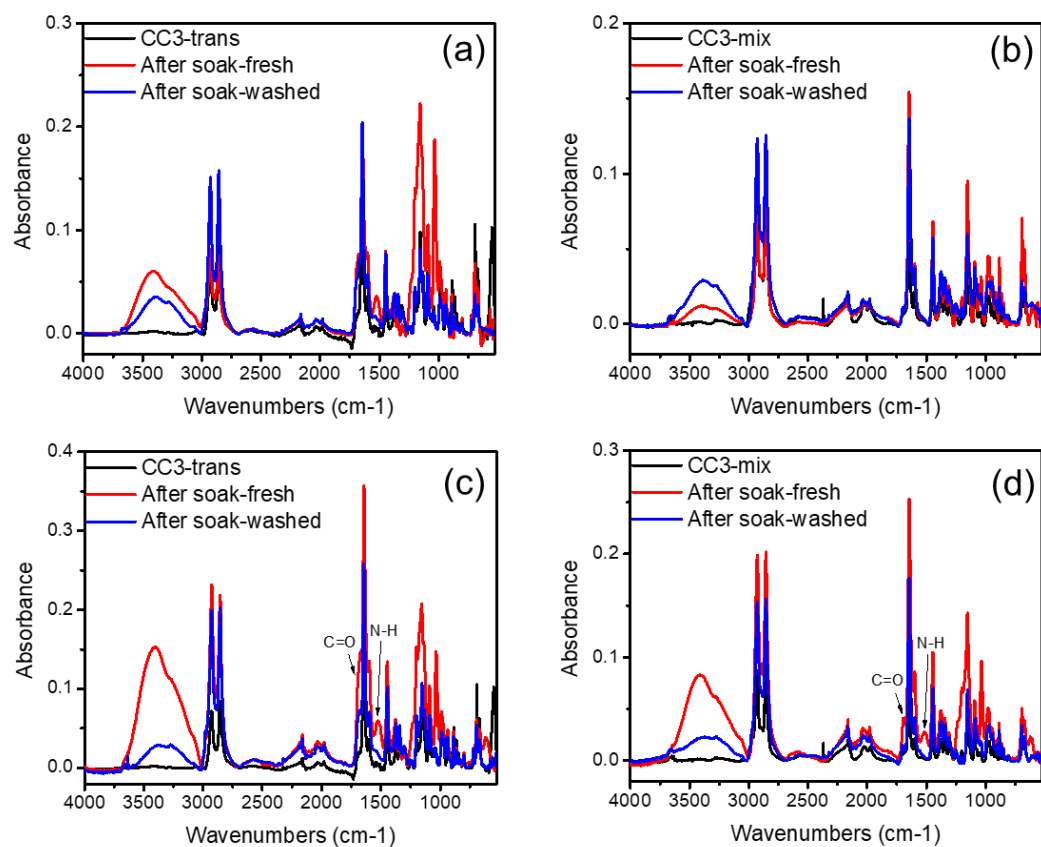 (a)
CC3-trans
After soak-fresh
After soak-washed
0.3
0.2
0.1
0.0
Absorbance
4000 3500 3000 2500 2000 1500 1000
Wavenumbers (cm-1)
(b)
CC3-mix
After soak-fresh
After soak-washed
0.2
0.1
0.0
Absorbance
4000 3500 3000 2500 2000 1500 1000
Wavenumbers (cm-1)
(c)
CC3-trans
After soak-fresh
After soak-washed
C=O
N-H
0.4
0.3
0.2
0.1
0.0
Absorbance
4000 3500 3000 2500 2000 1500 1000
Wavenumbers (cm-1)
(d)
CC3-mix
After soak-fresh
After soak-washed
N-H
C=O
0.3
0.2
0.1
0.0
Absorbance
4000 3500 3000 2500 2000 1500 1000
Wavenumbers (cm-1)